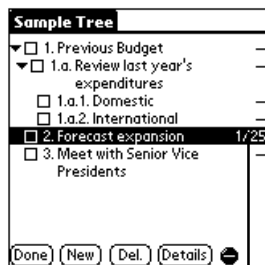 Sample Tree
1. Previous Budget
1.a. Review last year's
expenditures
1.a.1. Domestic
1.a.2. International
2. Forecast expansion 1/25
3. Meet with Senior Vice
Presidents
Done New Del. Details